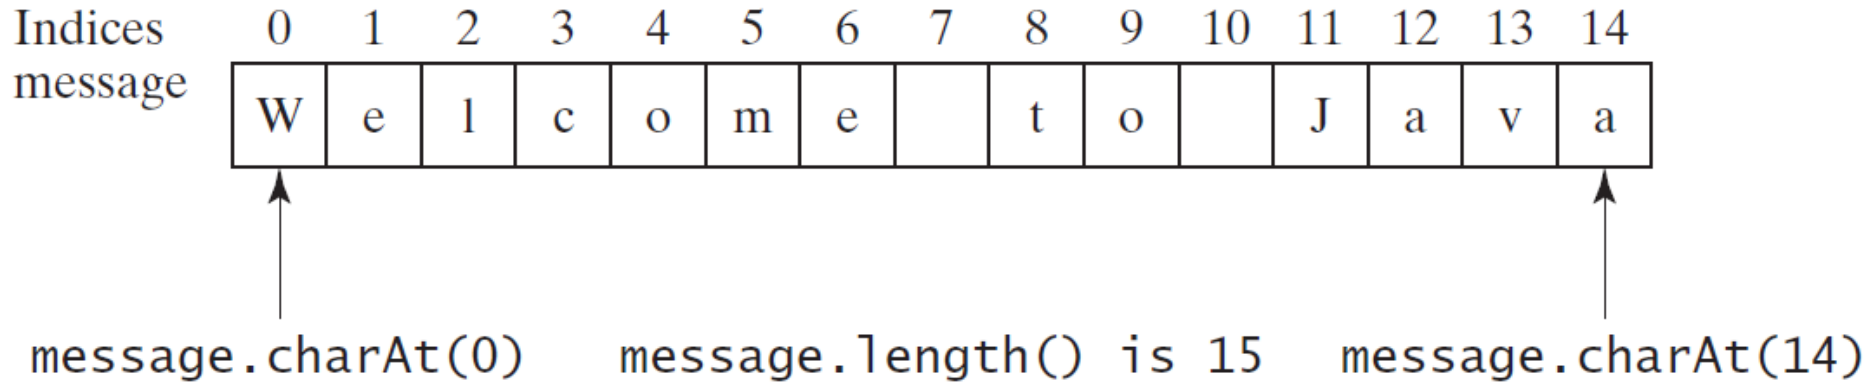 Indices 0 1 2 3 4 5 6 7 8 9 10 11 12 13 14
message W e l c o m e t o J a v a
message.charAt(0) message.length() is 15 message.charAt(14)